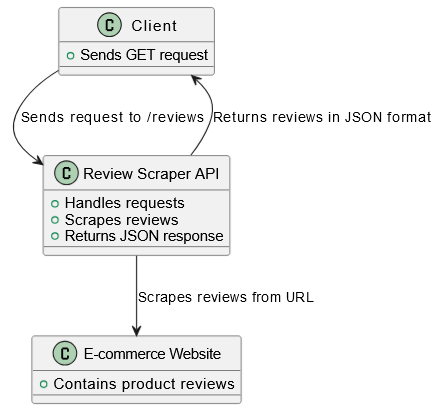 C Client
Sends GET request
Sends request to /reviews
Returns reviews in JSON format
C Review Scraper API
Handles requests
Scrapes reviews
Returns JSON response
Scrapes reviews from URL
C E-commerce Website
Contains product reviews